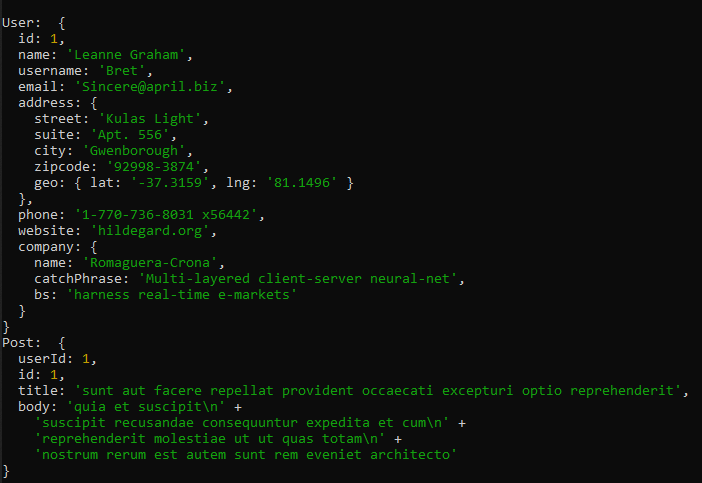 User:  {
  id: 1,
  name: 'Leanne Graham',
  username: 'Bret',
  email: 'Sincere@april.biz',
  address: {
    street: 'Kulas Light',
    suite: 'Apt. 556',
    city: 'Gwenborough',
    zipcode: '92998-3874',
    geo: { lat: '-37.3159', lng: '81.1496' }
  },
  phone: '1-770-736-8031 x56442',
  website: 'hildegard.org',
  company: {
    name: 'Romaguera-Crona',
    catchPhrase: 'Multi-layered client-server neural-net',
    bs: 'harness real-time e-markets'
  }
}
Post:  {
  userId: 1,
  id: 1,
  title: 'sunt aut facere repellat provident occaecati excepturi optio reprehenderit',
  body: 'quia et suscipit\n' +
    'suscipit recusandae consequuntur expedita et cum\n' +
    'reprehenderit molestiae ut ut quas totam\n' +
    'nostrum rerum est autem sunt rem eveniet architecto'
}